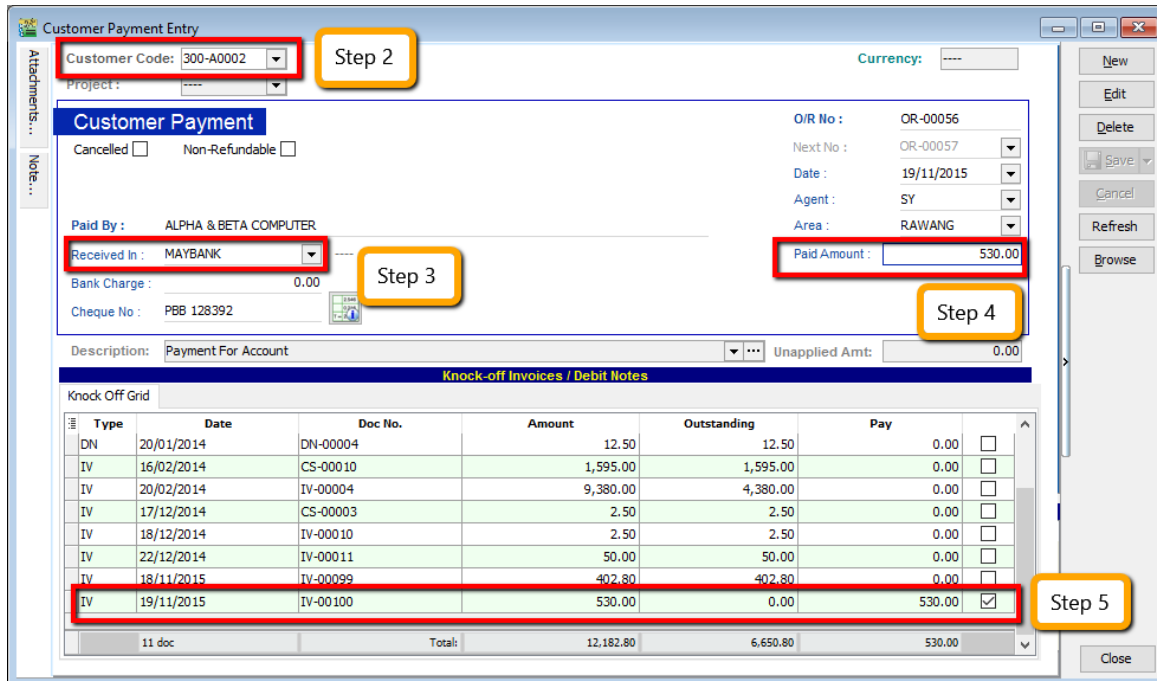 Customer Payment Entry
Attachments...
Note...
Customer Code: 300-A0002
Step 2
Currency: ----
Project : ----
Customer Payment
Cancelled Non-Refundable
O/R No : OR-00056
Next No : OR-00057
Date : 19/11/2015
Agent : SY
Paid By : ALPHA & BETA COMPUTER
Area : RAWANG
Received In : MAYBANK ----
Paid Amount : 530.00
Step 3
Bank Charge : 0.00
Step 4
Cheque No : PBB 128392
Description: Payment For Account
Unapplied Amt: 0.00
Knock-off Invoices / Debit Notes
Knock Off Grid
Type Date Doc No. Amount Outstanding Pay
DN 20/01/2014 DN-00004 12.50 12.50 0.00
IV 16/02/2014 CS-00010 1,595.00 1,595.00 0.00
IV 20/02/2014 IV-00004 9,380.00 4,380.00 0.00
IV 17/12/2014 CS-00003 2.50 2.50 0.00
IV 18/12/2014 IV-00010 2.50 2.50 0.00
IV 22/12/2014 IV-00011 50.00 50.00 0.00
IV 18/11/2015 IV-00099 402.80 402.80 0.00
IV 19/11/2015 IV-00100 530.00 0.00 530.00
Step 5
11 doc Total: 12,182.80 6,650.80 530.00
New
Edit
Delete
Save
Cancel
Refresh
Browse
Close